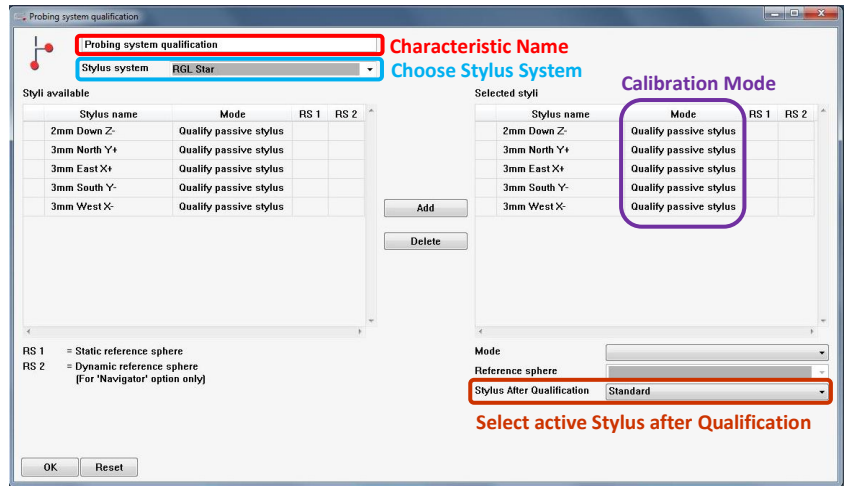 Probing system qualification
Probing system qualification Characteristic Name
Stylus system RGL Star Choose Stylus System
Calibration Mode
Styli available Selected styli
Stylus name Mode RS 1 RS 2 Stylus name Mode RS 1 RS 2
2mm Down Z- Qualify passive stylus 2mm Down Z- Qualify passive stylus
3mm North Y+ Qualify passive stylus 3mm North Y+ Qualify passive stylus
3mm East X+ Qualify passive stylus 3mm East X+ Qualify passive stylus
3mm South Y- Qualify passive stylus 3mm South Y- Qualify passive stylus
3mm West X- Qualify passive stylus 3mm West X- Qualify passive stylus
Add
Delete
RS 1 = Static reference sphere Mode
RS 2 = Dynamic reference sphere Reference sphere
(For 'Navigator' option only)
Stylus After Qualification Standard
Select active Stylus after Qualification
OK Reset